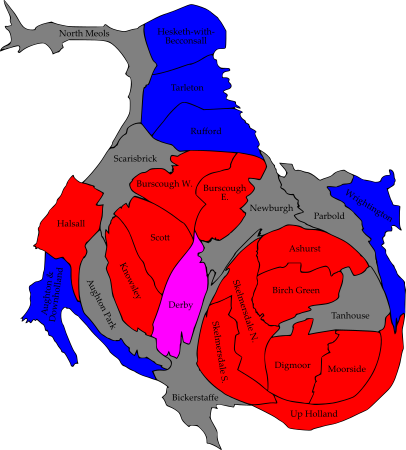 North Meols
Hesketh-with-
Becconsall
Tarleton
Rufford
Scarisbrick
Burscough W.
Burscough
E.
Newburgh
Parbold
Wrightington
Halsall
Scott
Knowsley
Derby
Aughton Park
Aughton &
Downholland
Ashurst
Birch Green
Tanhouse
Skelmersdale N.
Skelmersdale S.
Digmoor
Moorside
Up Holland
Bickerstaffe